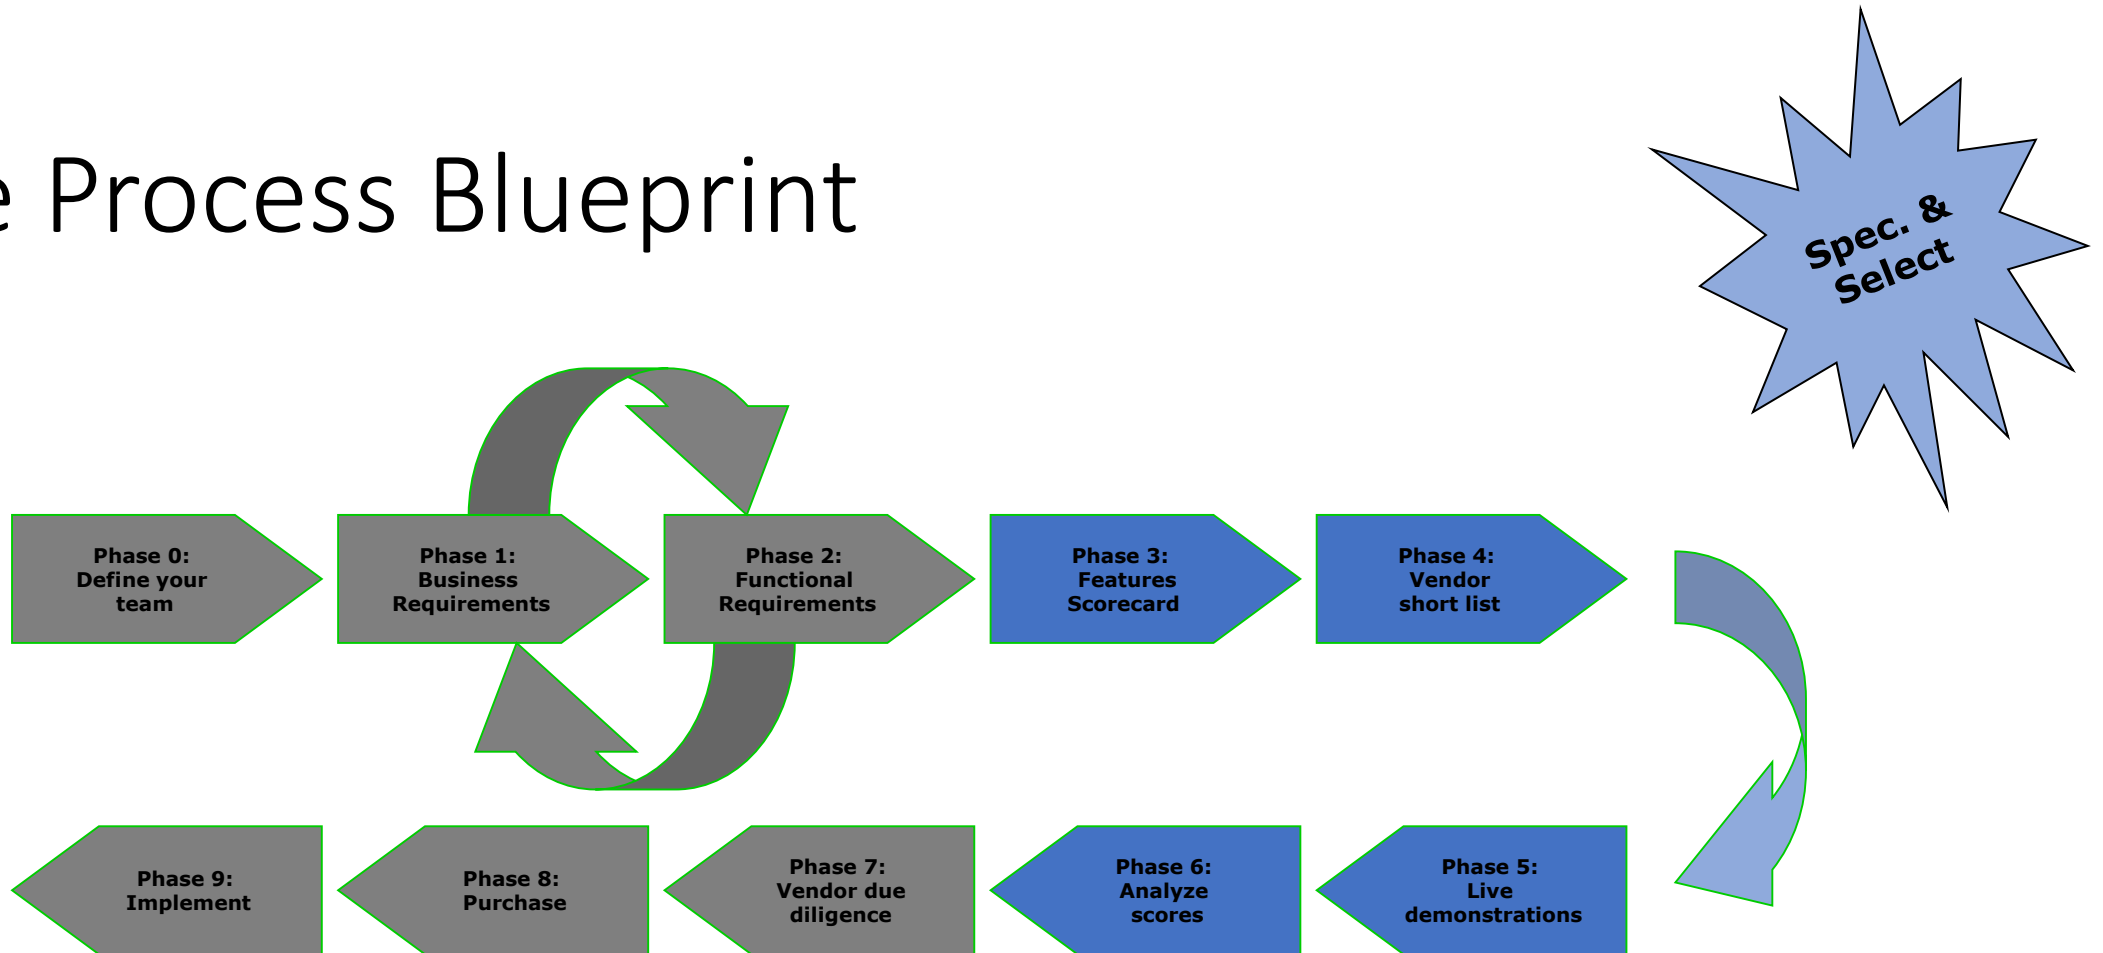 e Process Blueprint
Spec. &
Select
Phase 0:
Define your
team
Phase 1:
Business
Requirements
Phase 2:
Functional
Requirements
Phase 3:
Features
Scorecard
Phase 4:
Vendor
short list
Phase 9:
Implement
Phase 8:
Purchase
Phase 7:
Vendor due
diligence
Phase 6:
Analyze
scores
Phase 5:
Live
demonstrations